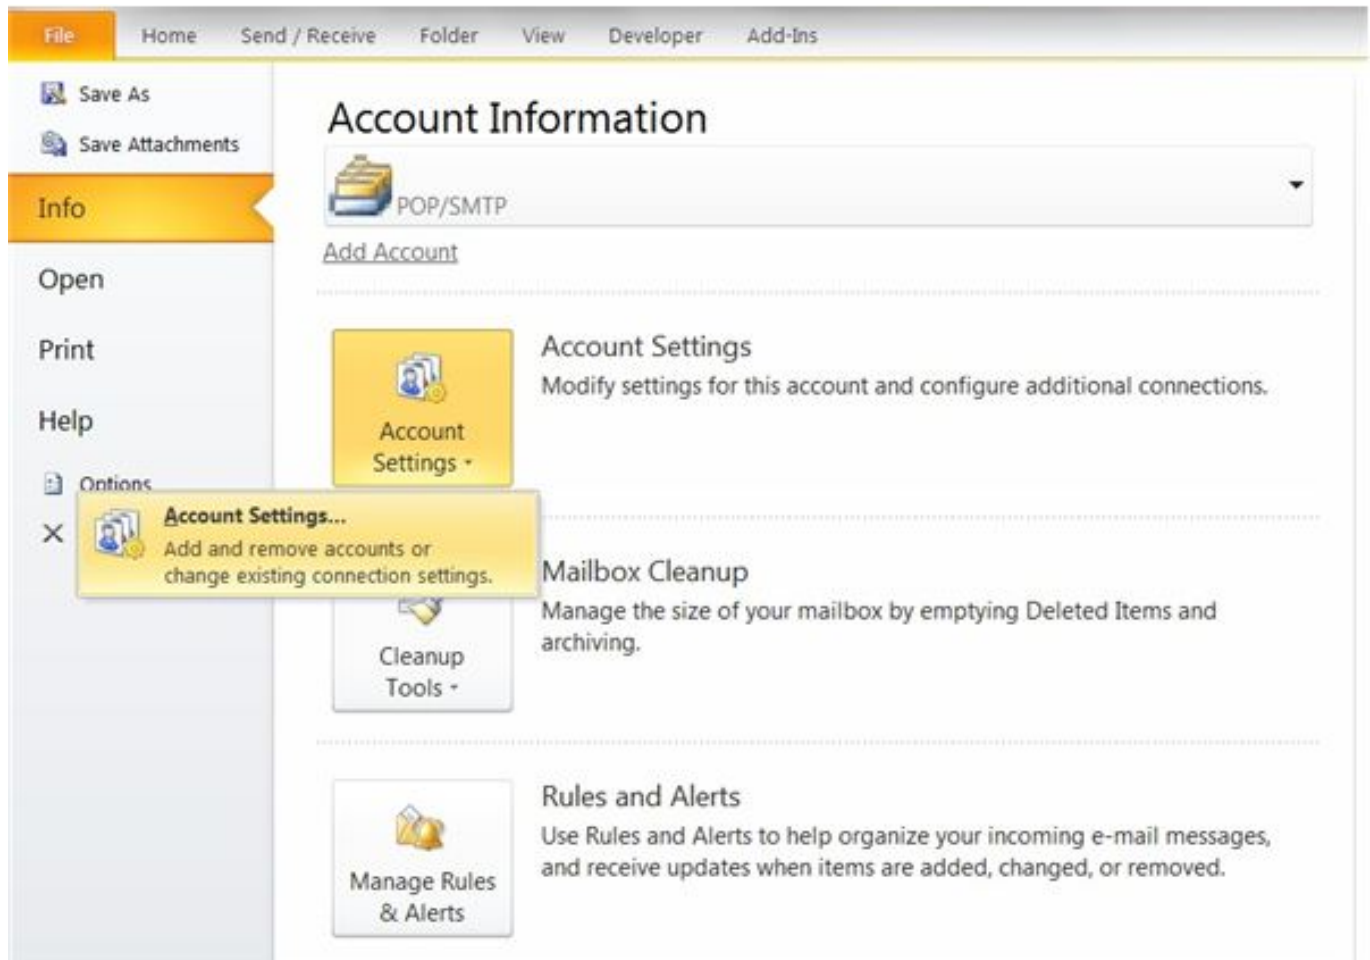 File Home Send / Receive Folder View Developer Add-Ins
Save As
Save Attachments
Info
Open
Print
Help
Options
Account Information
POP/SMTP
Add Account
Account
Settings
Account Settings
Modify settings for this account and configure additional connections.
Account Settings...
Add and remove accounts or
change existing connection settings.
Cleanup
Tools
Mailbox Cleanup
Manage the size of your mailbox by emptying Deleted Items and
archiving.
Manage Rules
& Alerts
Rules and Alerts
Use Rules and Alerts to help organize your incoming e-mail messages,
and receive updates when items are added, changed, or removed.